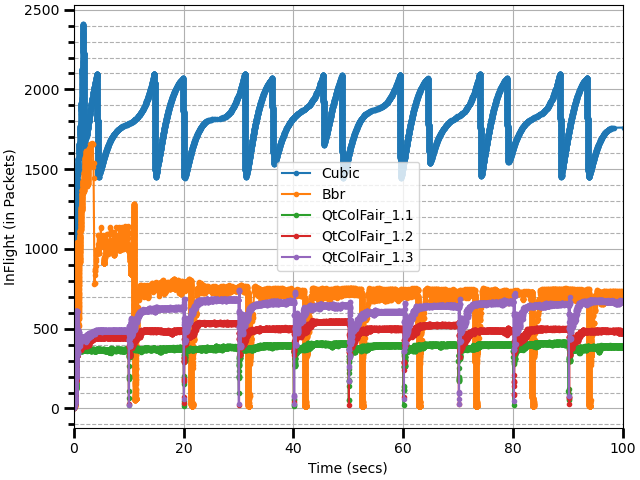 2500
2000
1500
1000
500
0
InFlight (in Packets)
Cubic
Bbr
QtColFair_1.1
QtColFair_1.2
QtColFair_1.3
0 20 40 60 80 100
Time (secs)